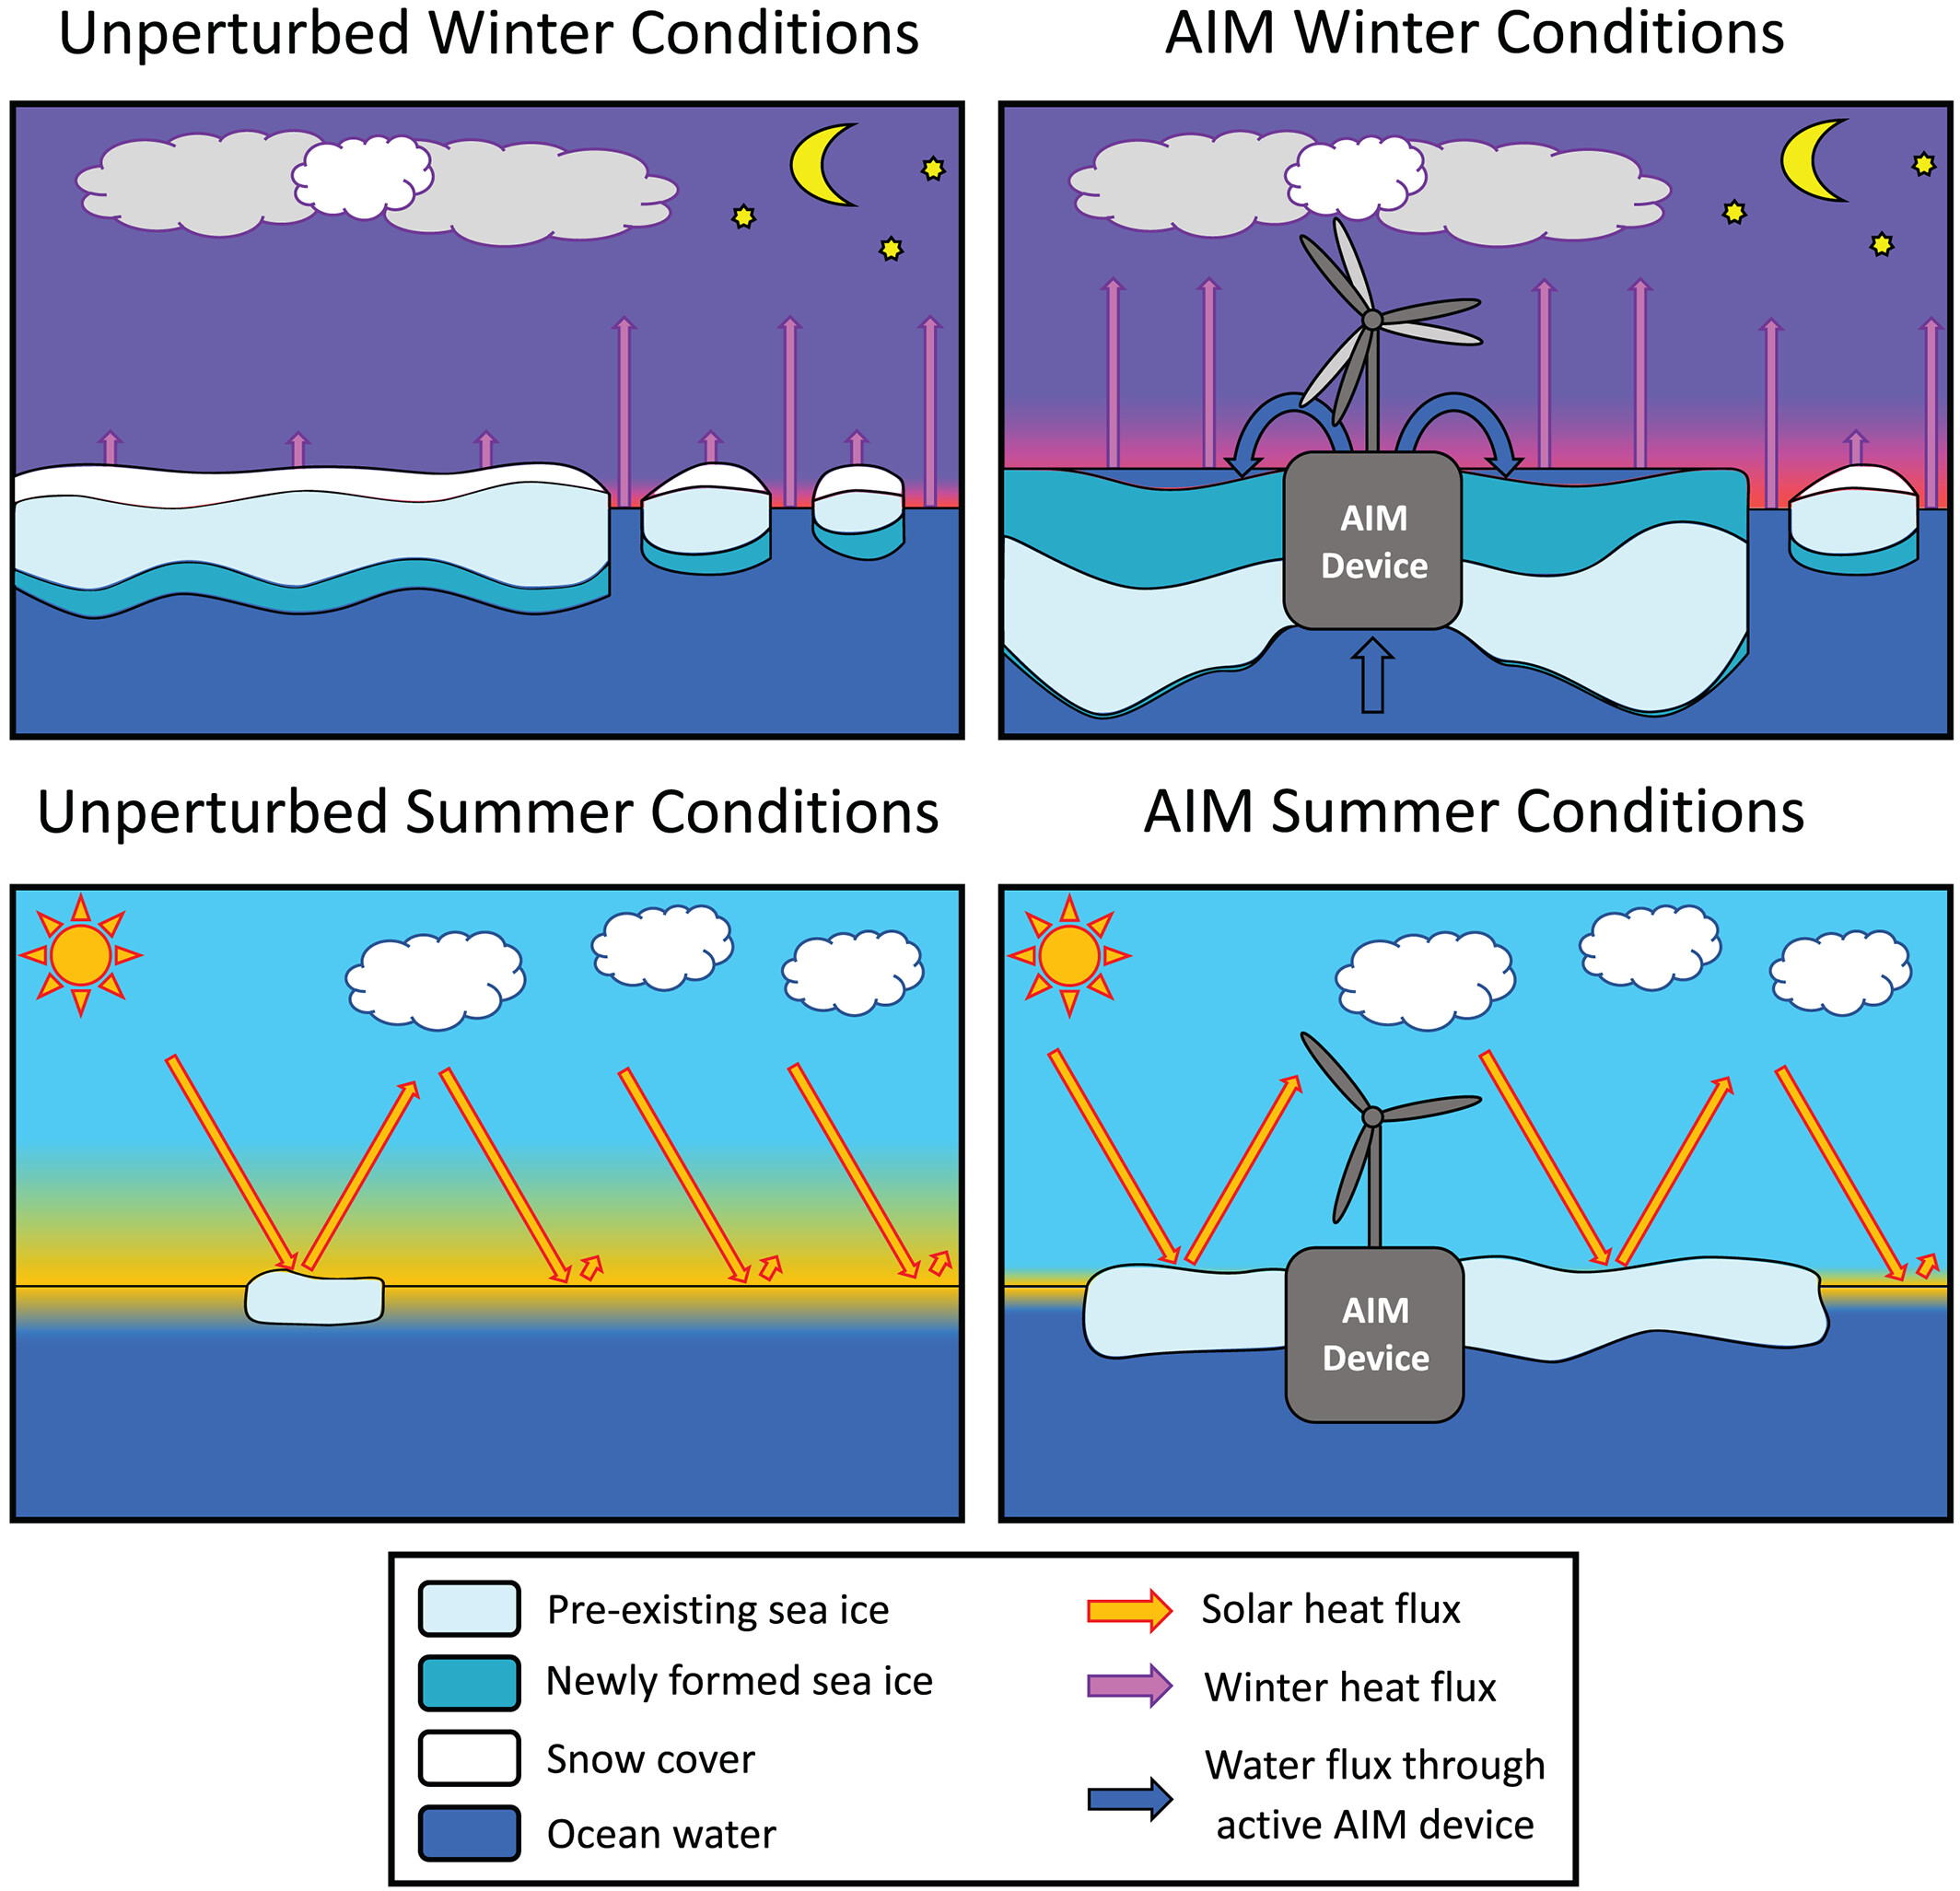 Unperturbed Winter Conditions
AIM Winter Conditions
AIM
Device
Unperturbed Summer Conditions
AIM Summer Conditions
AIM
Device
Pre-existing sea ice
Newly formed sea ice
Snow cover
Ocean water
Solar heat flux
Winter heat flux
Water flux through
active AIM device